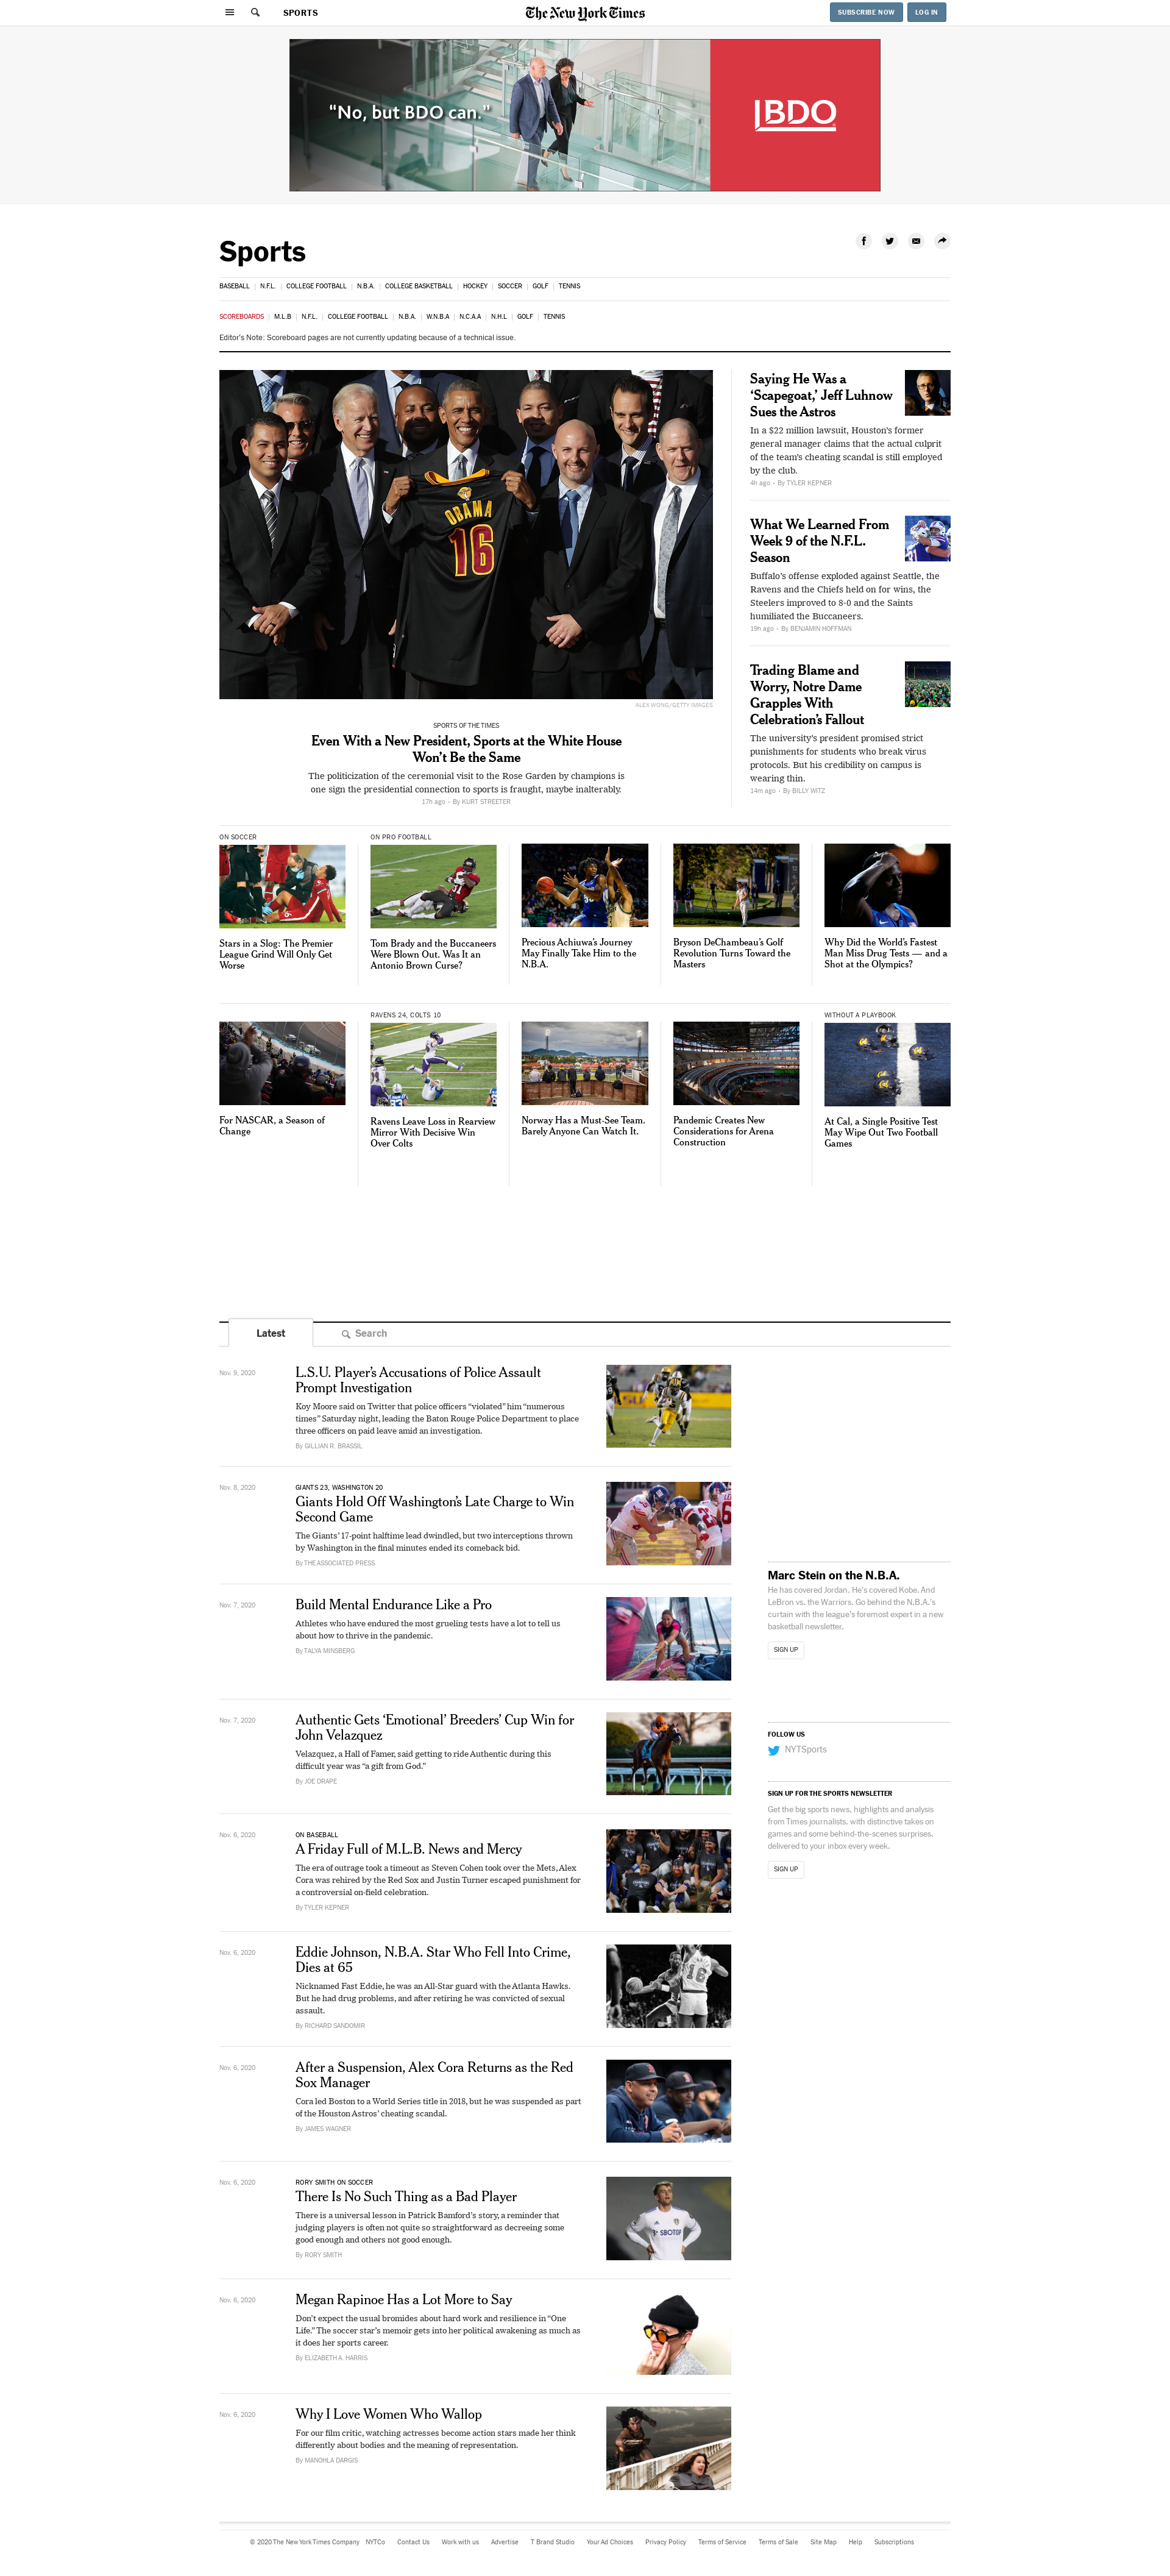 SPORTS
The New York Times
SUBSCRIBE NOW
LOG IN
“No, but BDO can.”
BDO
Sports
BASEBALL
N.F.L.
COLLEGE FOOTBALL
N.B.A.
COLLEGE BASKETBALL
HOCKEY
SOCCER
GOLF
TENNIS
SCOREBOARDS
M.L.B
N.F.L.
COLLEGE FOOTBALL
N.B.A.
W.N.B.A
N.C.A.A
N.H.L
GOLF
TENNIS
Editor's Note: Scoreboard pages are not currently updating because of a technical issue.
OBAMA
16
ALEX WONG/GETTY IMAGES
SPORTS OF THE TIMES
Even With a New President, Sports at the White House
Won’t Be the Same
The politicization of the ceremonial visit to the Rose Garden by champions is
one sign the presidential connection to sports is fraught, maybe inalterably.
17h ago • By KURT STREETER
Saying He Was a
‘Scapegoat,’ Jeff Luhnow
Sues the Astros
In a $22 million lawsuit, Houston’s former
general manager claims that the actual culprit
of the team’s cheating scandal is still employed
by the club.
4h ago • By TYLER KEPNER
What We Learned From
Week 9 of the N.F.L.
Season
Buffalo’s offense exploded against Seattle, the
Ravens and the Chiefs held on for wins, the
Steelers improved to 8-0 and the Saints
humiliated the Buccaneers.
19h ago • By BENJAMIN HOFFMAN
Trading Blame and
Worry, Notre Dame
Grapples With
Celebration’s Fallout
The university’s president promised strict
punishments for students who break virus
protocols. But his credibility on campus is
wearing thin.
14m ago • By BILLY WITZ
ON SOCCER
Stars in a Slog: The Premier
League Grind Will Only Get
Worse
ON PRO FOOTBALL
Tom Brady and the Buccaneers
Were Blown Out. Was It an
Antonio Brown Curse?
Precious Achiuwa’s Journey
May Finally Take Him to the
N.B.A.
Bryson DeChambeau’s Golf
Revolution Turns Toward the
Masters
Why Did the World’s Fastest
Man Miss Drug Tests — and a
Shot at the Olympics?
For NASCAR, a Season of
Change
RAVENS 24, COLTS 10
Ravens Leave Loss in Rearview
Mirror With Decisive Win
Over Colts
Norway Has a Must-See Team.
Barely Anyone Can Watch It.
Pandemic Creates New
Considerations for Arena
Construction
WITHOUT A PLAYBOOK
At Cal, a Single Positive Test
May Wipe Out Two Football
Games
Latest
Search
Nov. 9, 2020
L.S.U. Player’s Accusations of Police Assault
Prompt Investigation
Koy Moore said on Twitter that police officers “violated” him “numerous
times” Saturday night, leading the Baton Rouge Police Department to place
three officers on paid leave amid an investigation.
By GILLIAN R. BRASSIL
Nov. 8, 2020
GIANTS 23, WASHINGTON 20
Giants Hold Off Washington’s Late Charge to Win
Second Game
The Giants’ 17-point halftime lead dwindled, but two interceptions thrown
by Washington in the final minutes ended its comeback bid.
By THE ASSOCIATED PRESS
Nov. 7, 2020
Build Mental Endurance Like a Pro
Athletes who have endured the most grueling tests have a lot to tell us
about how to thrive in the pandemic.
By TALYA MINSBERG
Nov. 7, 2020
Authentic Gets ‘Emotional’ Breeders’ Cup Win for
John Velazquez
Velazquez, a Hall of Famer, said getting to ride Authentic during this
difficult year was “a gift from God.”
By JOE DRAPE
Nov. 6, 2020
ON BASEBALL
A Friday Full of M.L.B. News and Mercy
The era of outrage took a timeout as Steven Cohen took over the Mets, Alex
Cora was rehired by the Red Sox and Justin Turner escaped punishment for
a controversial on-field celebration.
By TYLER KEPNER
Nov. 6, 2020
Eddie Johnson, N.B.A. Star Who Fell Into Crime,
Dies at 65
Nicknamed Fast Eddie, he was an All-Star guard with the Atlanta Hawks.
But he had drug problems, and after retiring he was convicted of sexual
assault.
By RICHARD SANDOMIR
16
Nov. 6, 2020
After a Suspension, Alex Cora Returns as the Red
Sox Manager
Cora led Boston to a World Series title in 2018, but he was suspended as part
of the Houston Astros’ cheating scandal.
By JAMES WAGNER
Nov. 6, 2020
RORY SMITH ON SOCCER
There Is No Such Thing as a Bad Player
There is a universal lesson in Patrick Bamford’s story, a reminder that
judging players is often not quite so straightforward as decreeing some
good enough and others not good enough.
By RORY SMITH
SBOTOP
Nov. 6, 2020
Megan Rapinoe Has a Lot More to Say
Don’t expect the usual bromides about hard work and resilience in “One
Life.” The soccer star’s memoir gets into her political awakening as much as
it does her sports career.
By ELIZABETH A. HARRIS
Nov. 6, 2020
Why I Love Women Who Wallop
For our film critic, watching actresses become action stars made her think
differently about bodies and the meaning of representation.
By MANOHLA DARGIS
Marc Stein on the N.B.A.
He has covered Jordan. He’s covered Kobe. And
LeBron vs. the Warriors. Go behind the N.B.A.’s
curtain with the league’s foremost expert in a new
basketball newsletter.
SIGN UP
FOLLOW US
NYTSports
SIGN UP FOR THE SPORTS NEWSLETTER
Get the big sports news, highlights and analysis
from Times journalists, with distinctive takes on
games and some behind-the-scenes surprises,
delivered to your inbox every week.
SIGN UP
© 2020 The New York Times Company
NYTCo
Contact Us
Work with us
Advertise
T Brand Studio
Your Ad Choices
Privacy Policy
Terms of Service
Terms of Sale
Site Map
Help
Subscriptions